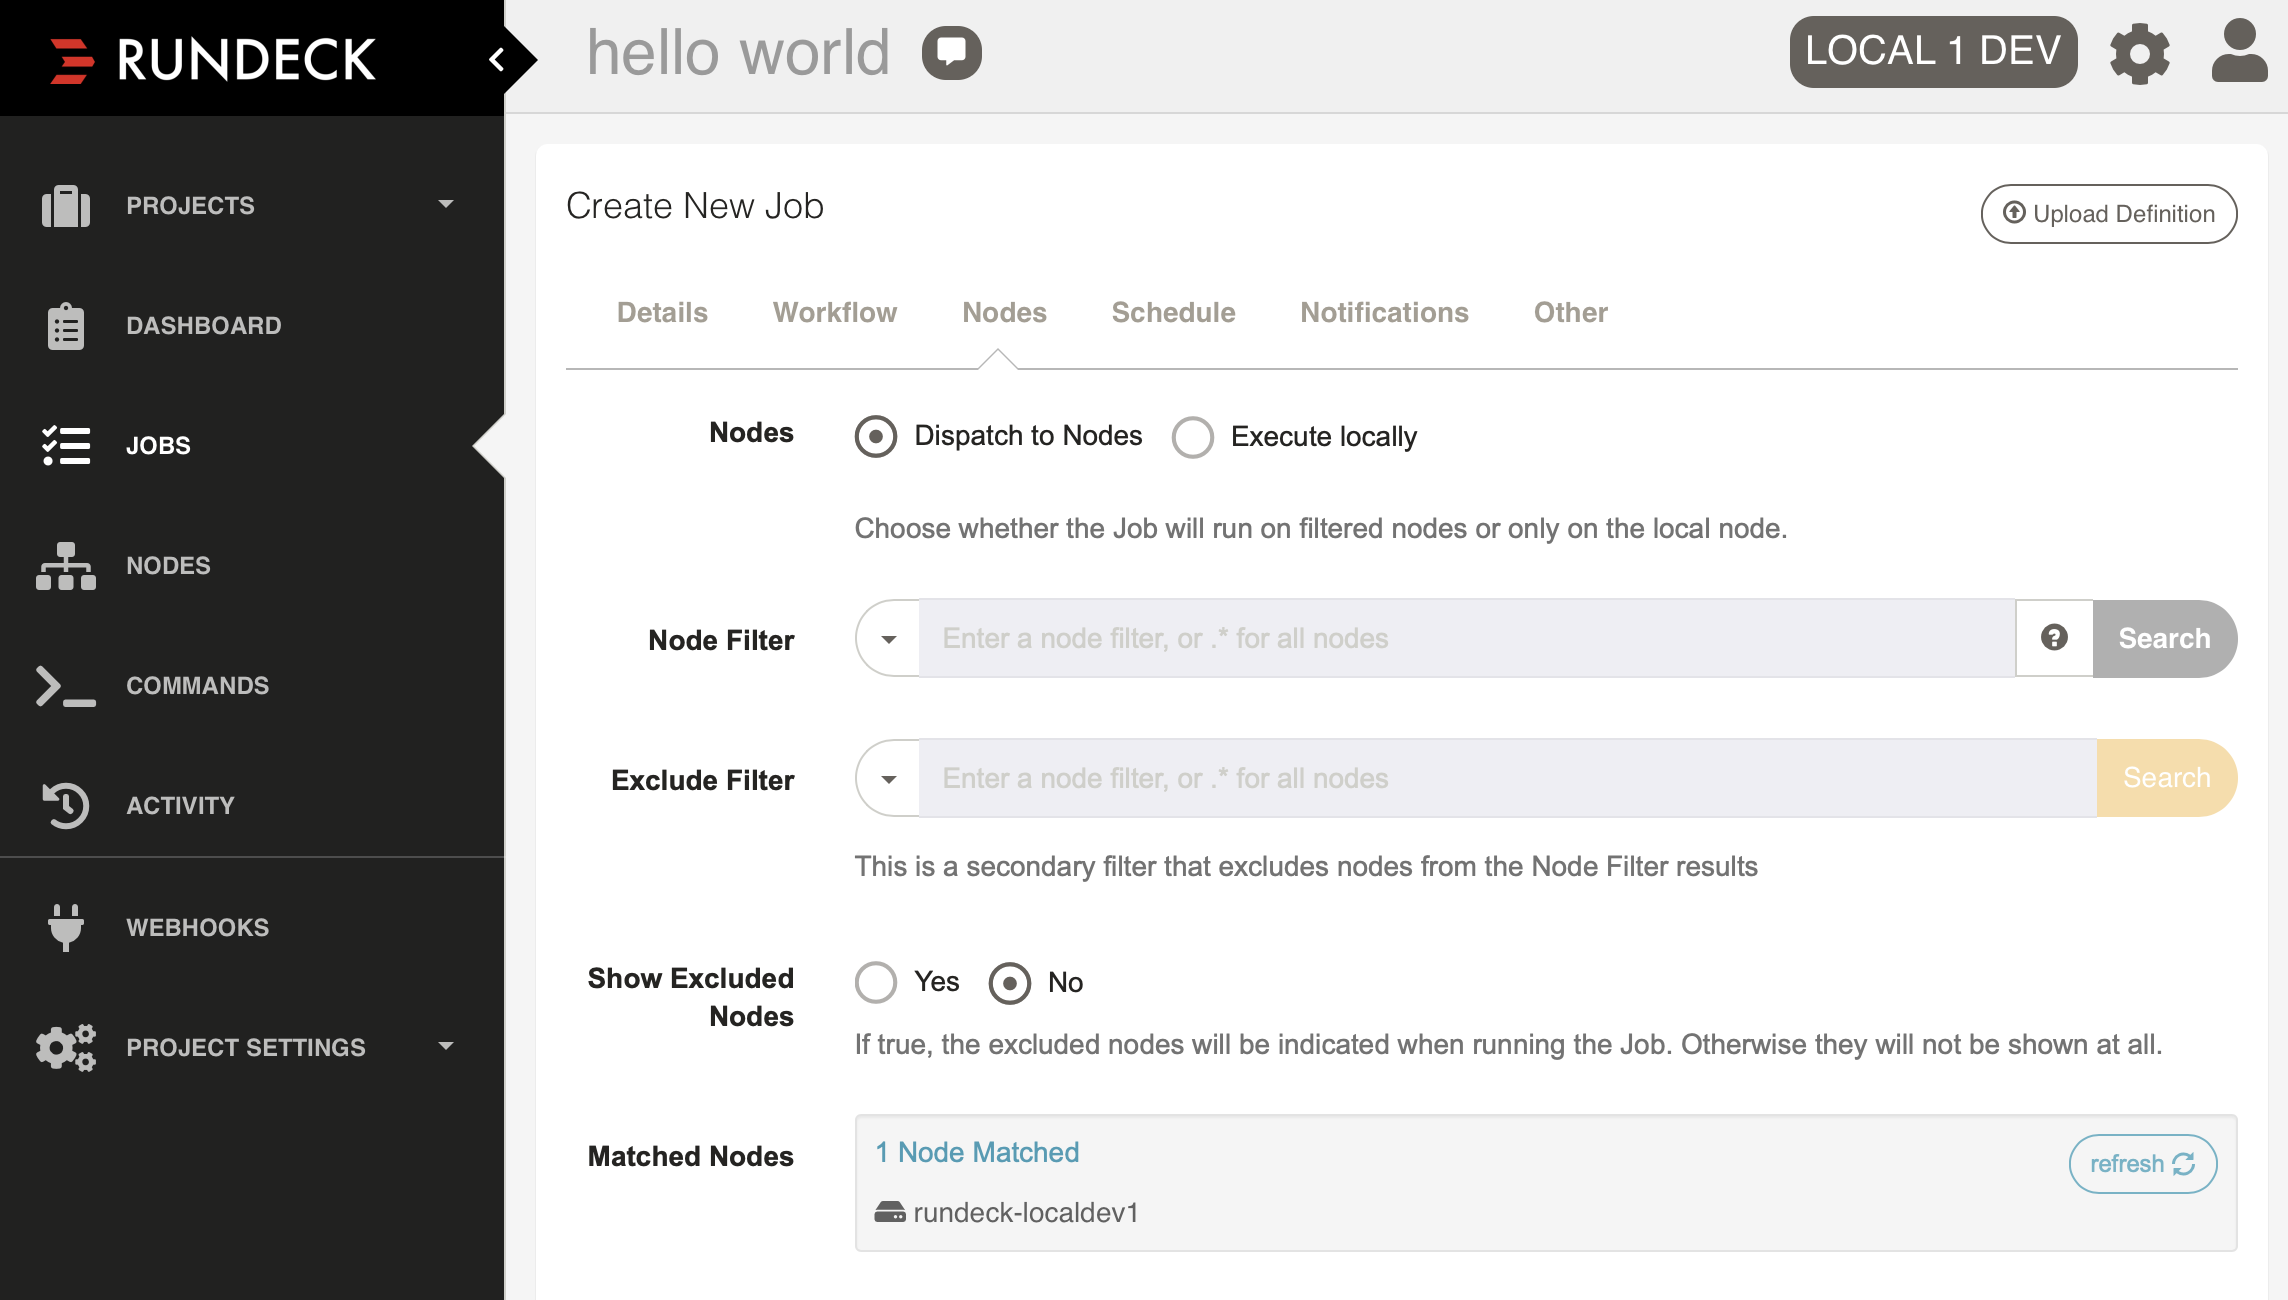 RUNDECK
hello world
LOCAL 1 DEV
PROJECTS
DASHBOARD
JOBS
NODES
COMMANDS
ACTIVITY
WEBHOOKS
PROJECT SETTINGS
Create New Job
Upload Definition
Details Workflow Nodes Schedule Notifications Other
Nodes Dispatch to Nodes Execute locally
Choose whether the Job will run on filtered nodes or only on the local node.
Node Filter Enter a node filter, or .* for all nodes ? Search
Exclude Filter Enter a node filter, or .* for all nodes Search
This is a secondary filter that excludes nodes from the Node Filter results
Show Excluded
Nodes
Yes No
If true, the excluded nodes will be indicated when running the Job. Otherwise they will not be shown at all.
Matched Nodes 1 Node Matched refresh
rundeck-localdev1